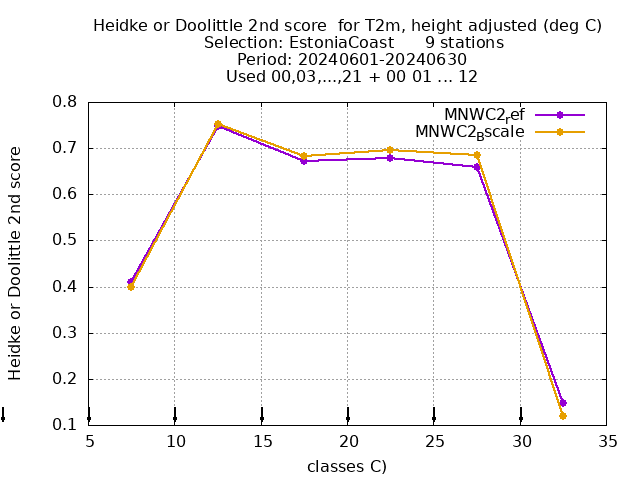 Heidke or Doolittle 2nd score  for T2m, height adjusted (deg C)
Selection: EstoniaCoast      9 stations
Period: 20240601-20240630
Used 00,03,...,21 + 00 01 ... 12
MNWC2ref
MNWC2Bscale
Heidke or Doolittle 2nd score
0.8
0.7
0.6
0.5
0.4
0.3
0.2
0.1
5 10 15 20 25 30 35
classes C)